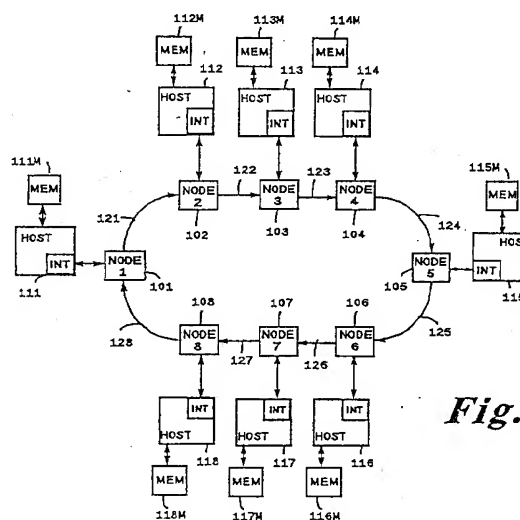 112M
113M
114M
MEM
MEM
MEM
112
113
114
HOST
HOST
HOST
INT
INT
INT
111M
MEM
115M
MEM
121
NODE 2
122
NODE 3
123
NODE 4
124
102
103
104
HOST
INT
111
NODE 1
101
105
NODE 5
INT
HOS
115
128
108
107
106
125
NODE 8
127
NODE 7
126
NODE 6
INT
INT
INT
HOST
HOST
HOST
118
117
116
MEM
MEM
MEM
118M
117M
116M
Fig.